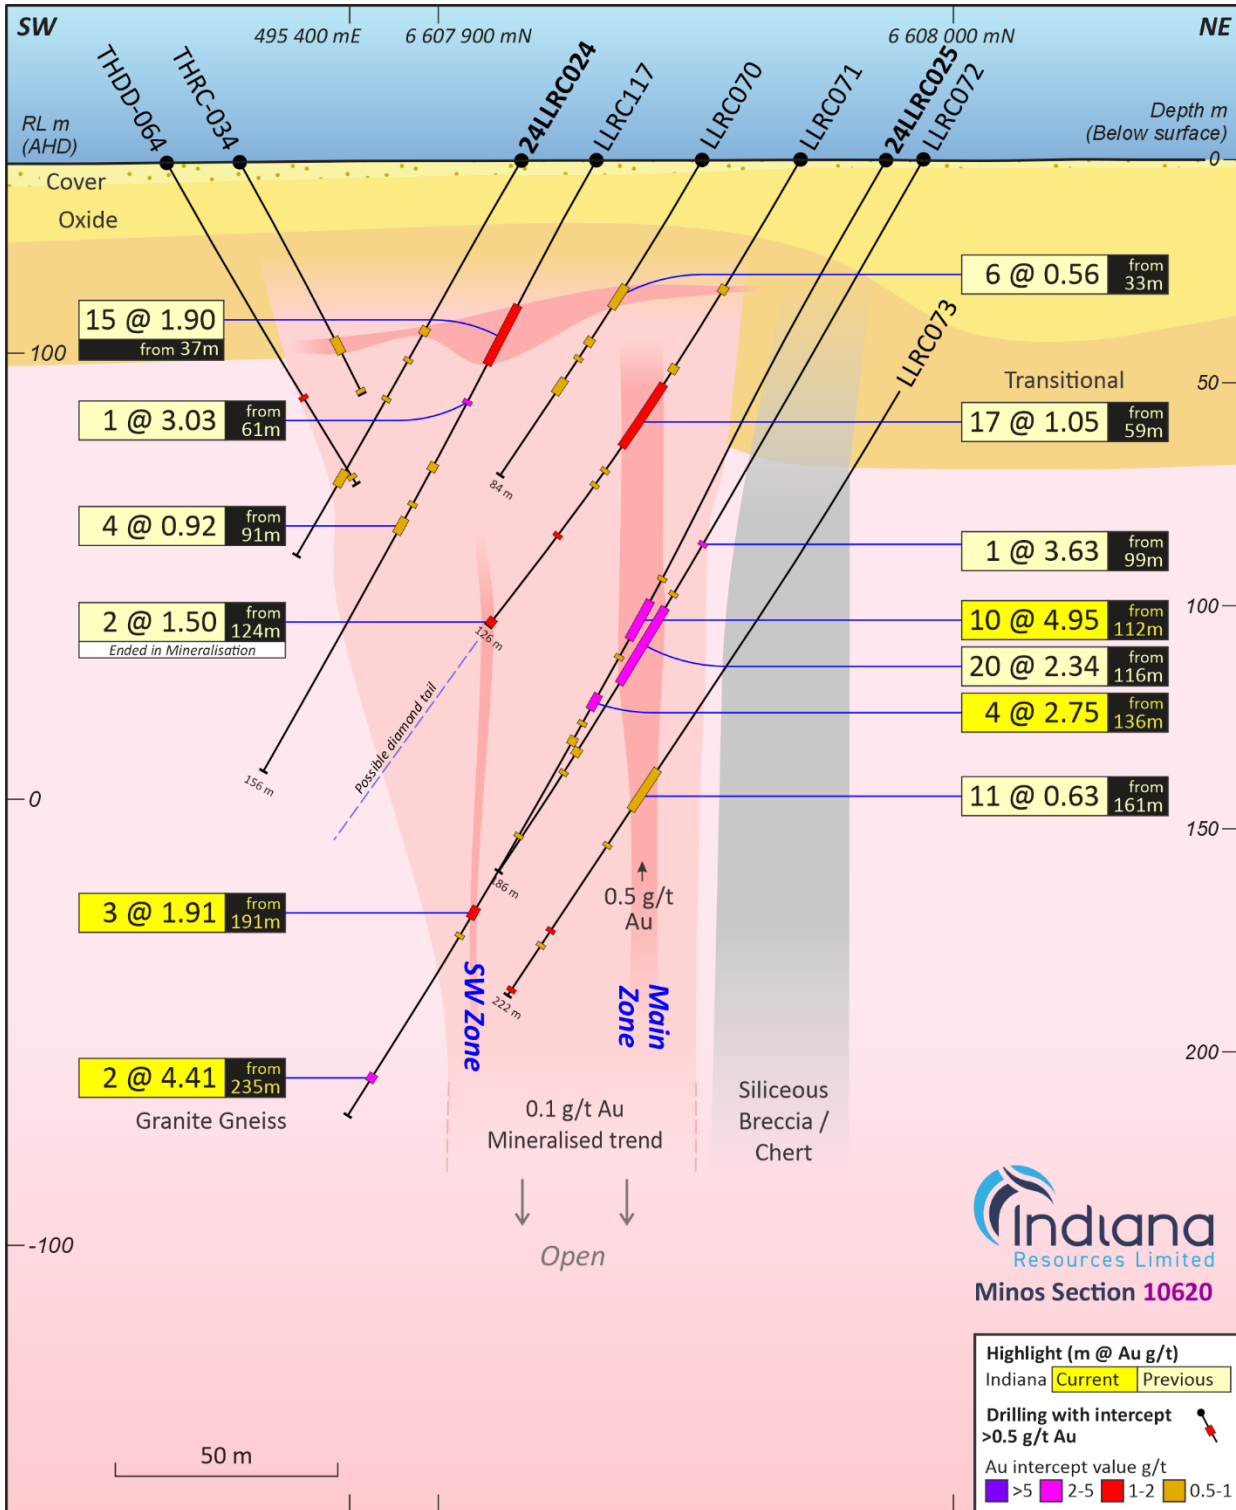 SW
NE
495 400 mE
6 607 900 mN
6 608 000 mN
THDD-064
THRC-034
24LLRC024
LLRC117
LLRC070
LLRC071
24LLRC025
LLRC072
RL m
(AHD)
Depth m
(Below surface)
0
Cover
Oxide
6 @ 0.56
from
33m
15 @ 1.90
from 37m
LLRC073
100
Transitional
50
1 @ 3.03
from
61m
17 @ 1.05
from
59m
84 m
4 @ 0.92
from
91m
1 @ 3.63
from
99m
100
2 @ 1.50
from
124m
Ended in Mineralisation
126 m
10 @ 4.95
from
112m
20 @ 2.34
from
116m
4 @ 2.75
from
136m
Possible diamond tail
156 m
0
11 @ 0.63
from
161m
150
186 m
0.5 g/t
Au
3 @ 1.91
from
191m
SW Zone
Main
Zone
222 m
200
2 @ 4.41
from
235m
Granite Gneiss
0.1 g/t Au
Mineralised trend
Siliceous
Breccia /
Chert
-100
Open
Indiana
Resources Limited
Minos Section 10620
Highlight (m @ Au g/t)
Indiana Current Previous
Drilling with intercept
>0.5 g/t Au
Au intercept value g/t
>5 2-5 1-2 0.5-1
50 m